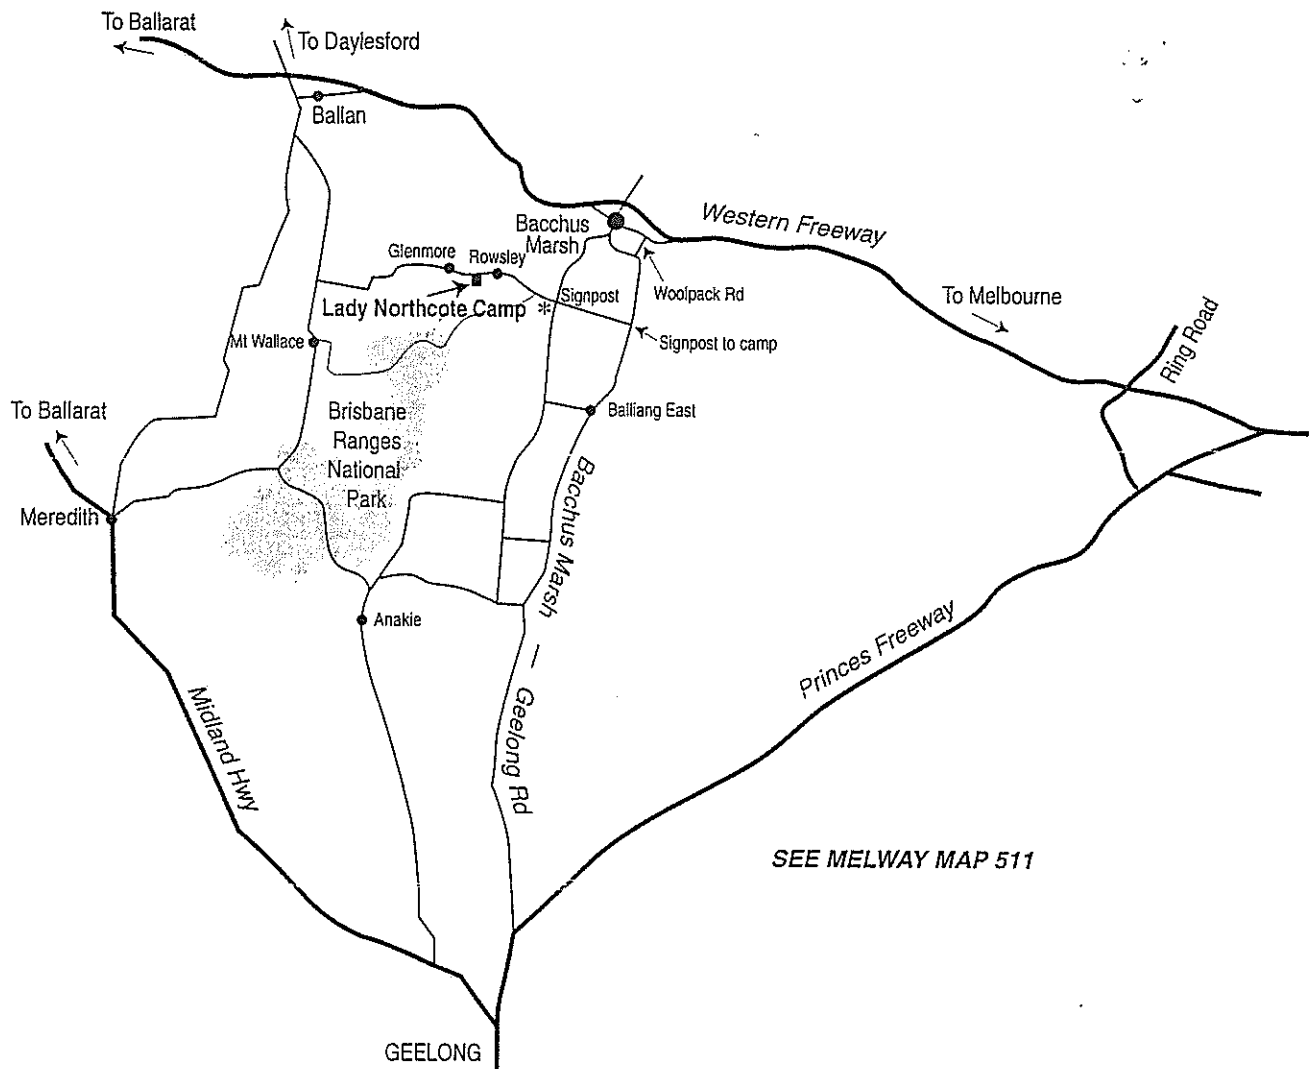 To Ballarat
To Daylesford
Ballan
Western Freeway
Bacchus
Marsh
Glenmore
Rowsley
Woolpack Rd
Signpost
Lady Northcote Camp
*
To Melbourne
Ring Road
Signpost to camp
Mt Wallace
To Ballarat
Brisbane
Ranges
National
Park
Balliang East
Bacchus Marsh — Geelong Rd
Meredith
Anakie
Princes Freeway
Midland Hwy
SEE MELWAY MAP 511
GEELONG